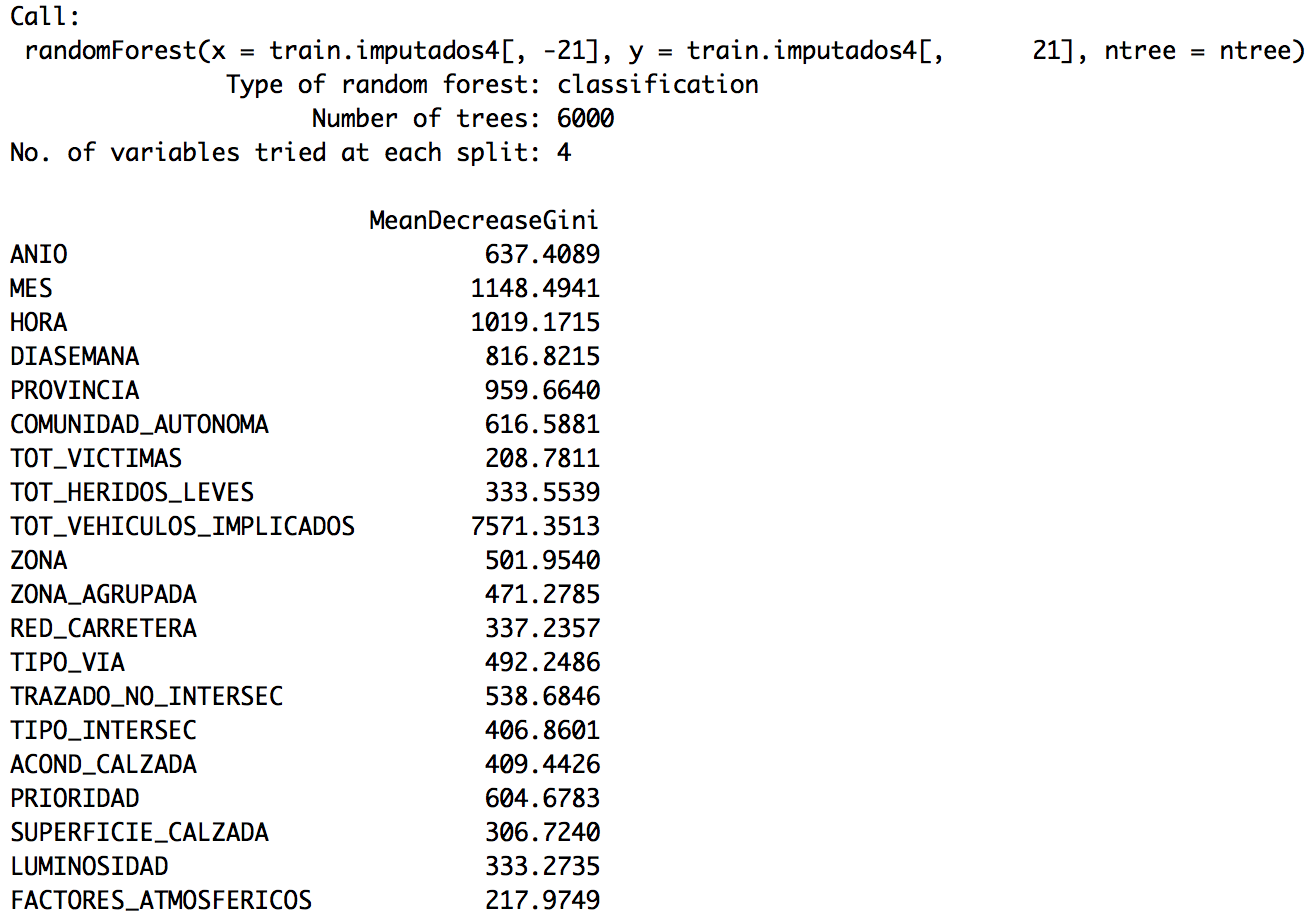 Call:
 randomForest(x = train.imputados4[, -21], y = train.imputados4[,      21], ntree = ntree)
               Type of random forest: classification
                     Number of trees: 6000
No. of variables tried at each split: 4

                         MeanDecreaseGini
ANIO                             637.4089
MES                             1148.4941
HORA                            1019.1715
DIASEMANA                        816.8215
PROVINCIA                        959.6640
COMUNIDAD_AUTONOMA               616.5881
TOT_VICTIMAS                     208.7811
TOT_HERIDOS_LEVES                333.5539
TOT_VEHICULOS_IMPLICADOS        7571.3513
ZONA                             501.9540
ZONA_AGRUPADA                    471.2785
RED_CARRETERA                    337.2357
TIPO_VIA                         492.2486
TRAZADO_NO_INTERSEC              538.6846
TIPO_INTERSEC                    406.8601
ACOND_CALZADA                    409.4426
PRIORIDAD                        604.6783
SUPERFICIE_CALZADA               306.7240
LUMINOSIDAD                      333.2735
FACTORES_ATMOSFERICOS            217.9749